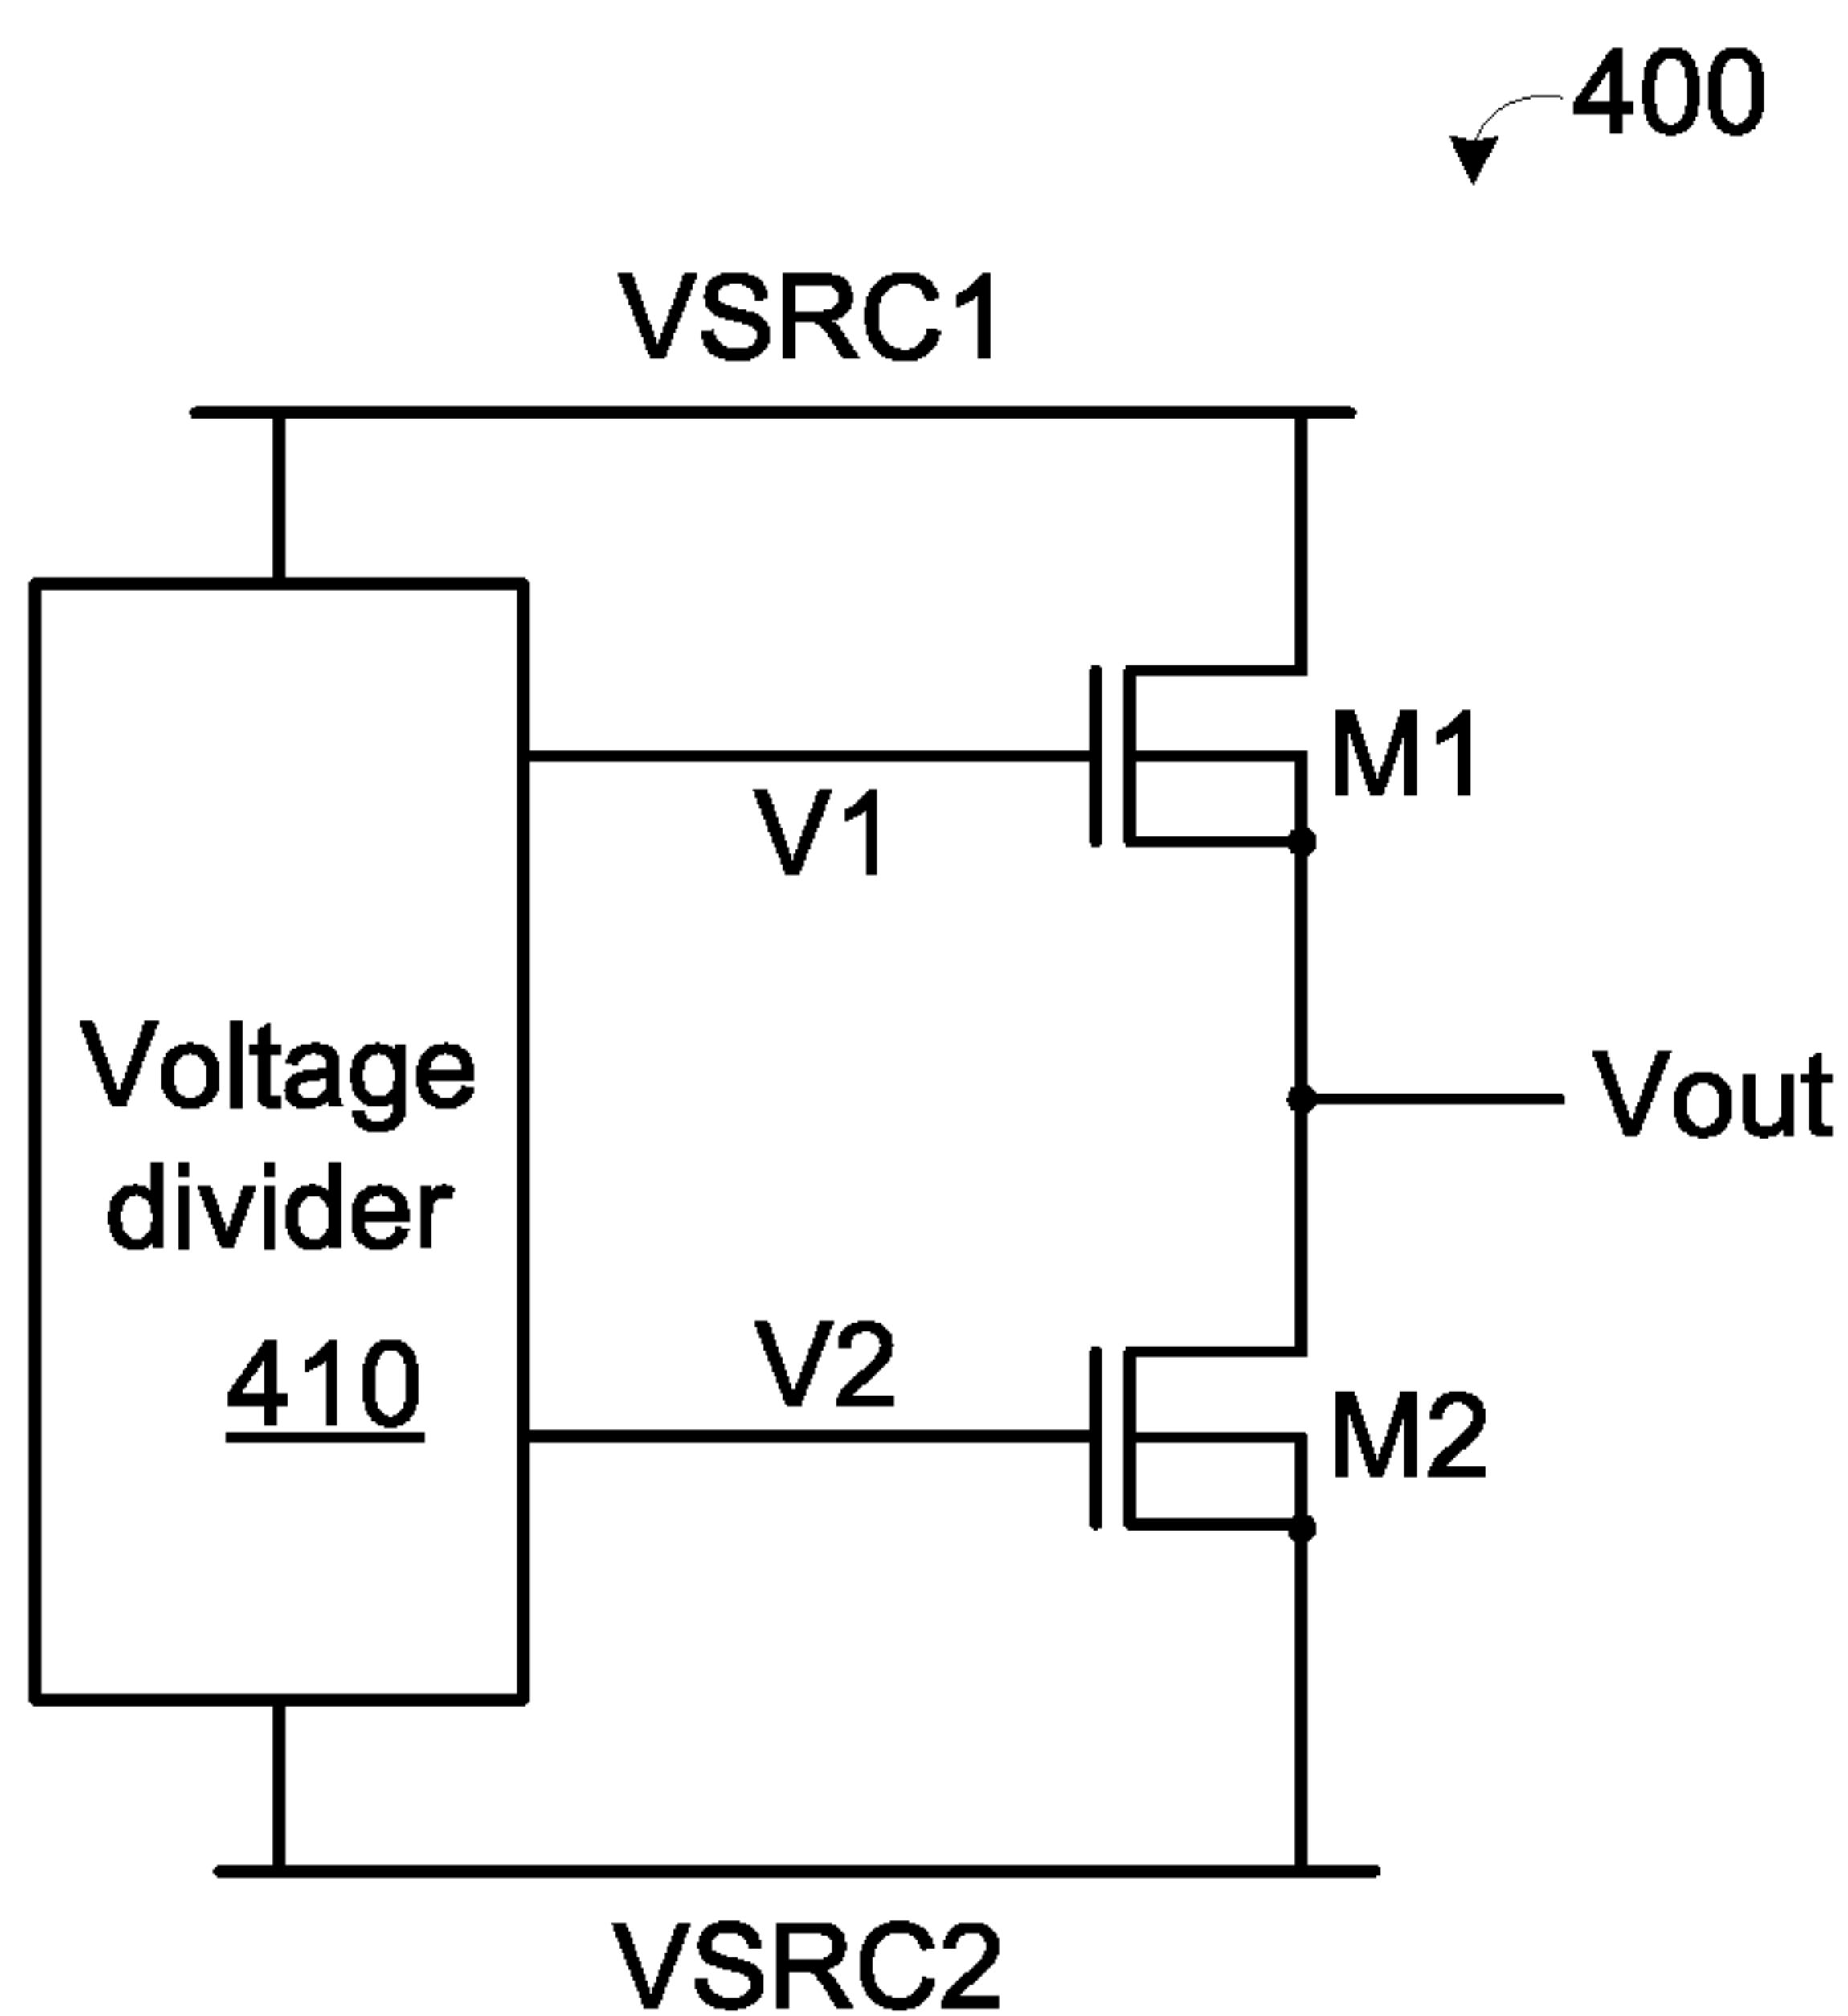 400
VSRC1
M1
V1
Voltage
divider
410
Vout
V2
M2
VSRC2